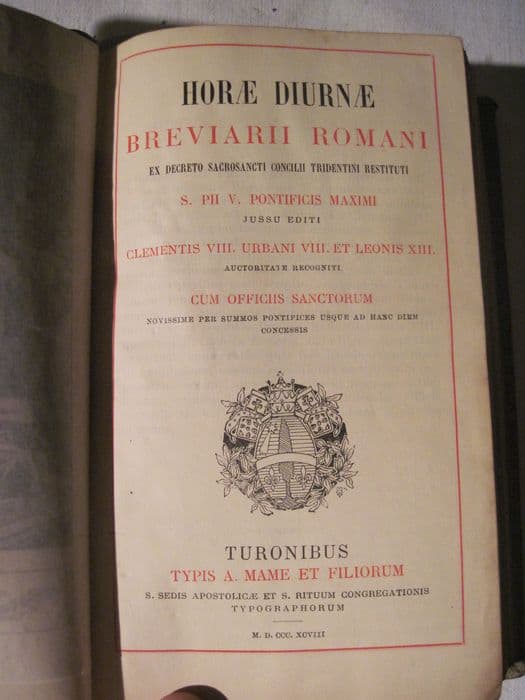 HORÆ DIURNÆ
BREVIARII ROMANI
EX DECRETO SACROSANCTI CONCILII TRIDENTINI RESTITUTI
S. PII V. PONTIFICIS MAXIMI
JUSSU EDITI
CLEMENTIS VIII. URBANI VIII. ET LEONIS XIII.
AUCTORITATE RECOGNITI
CUM OFFICIIS SANCTORUM
NOVISSIME PER SUMMOS PONTIFICES USQUE AD HANC DIEM
CONCESSIS
TURONIBUS
TYPIS A. MAME ET FILIORUM
S. SEDIS APOSTOLICÆ ET S. RITUUM CONGREGATIONIS
TYPOGRAPHORUM
M. D. CCC. XCVIII